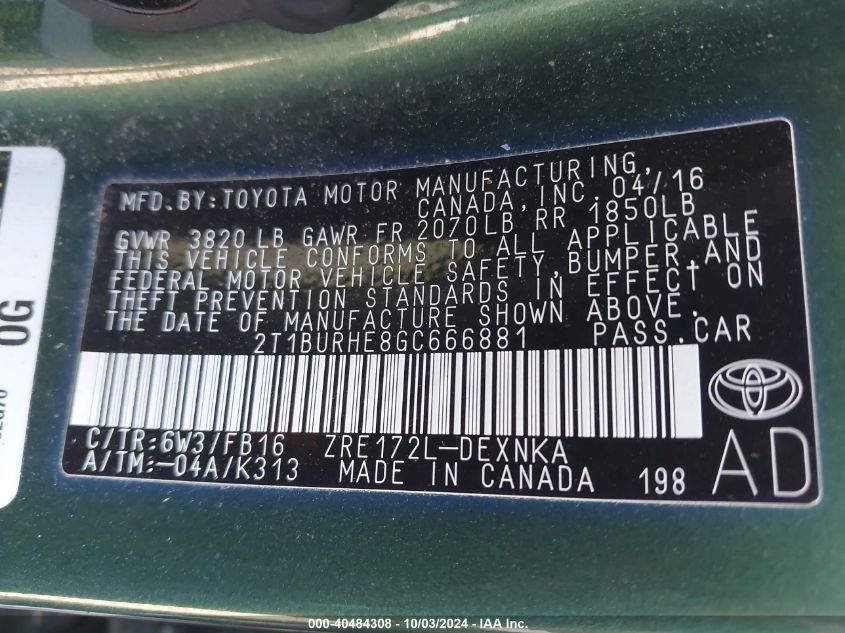 MFD.BY:TOYOTA MOTOR MANUFACTURING,
CANADA,INC. 04/16
GVWR 3820 LB GAWR FR 2070LB RR 1850LB
THIS VEHICLE CONFORMS TO ALL APPLICABLE
FEDERAL MOTOR VEHICLE SAFETY,BUMPER,AND
THEFT PREVENTION STANDARDS IN EFFECT ON
THE DATE OF MANUFACTURE SHOWN ABOVE.
2T1BURHE8GC666881 PASS.CAR
C/TR:6W3/FB16 ZRE172L-DEXNKA
A/TM:-04A/K313 MADE IN CANADA 198 AD
0G
000-40484308 - 10/03/2024 - IAA Inc.